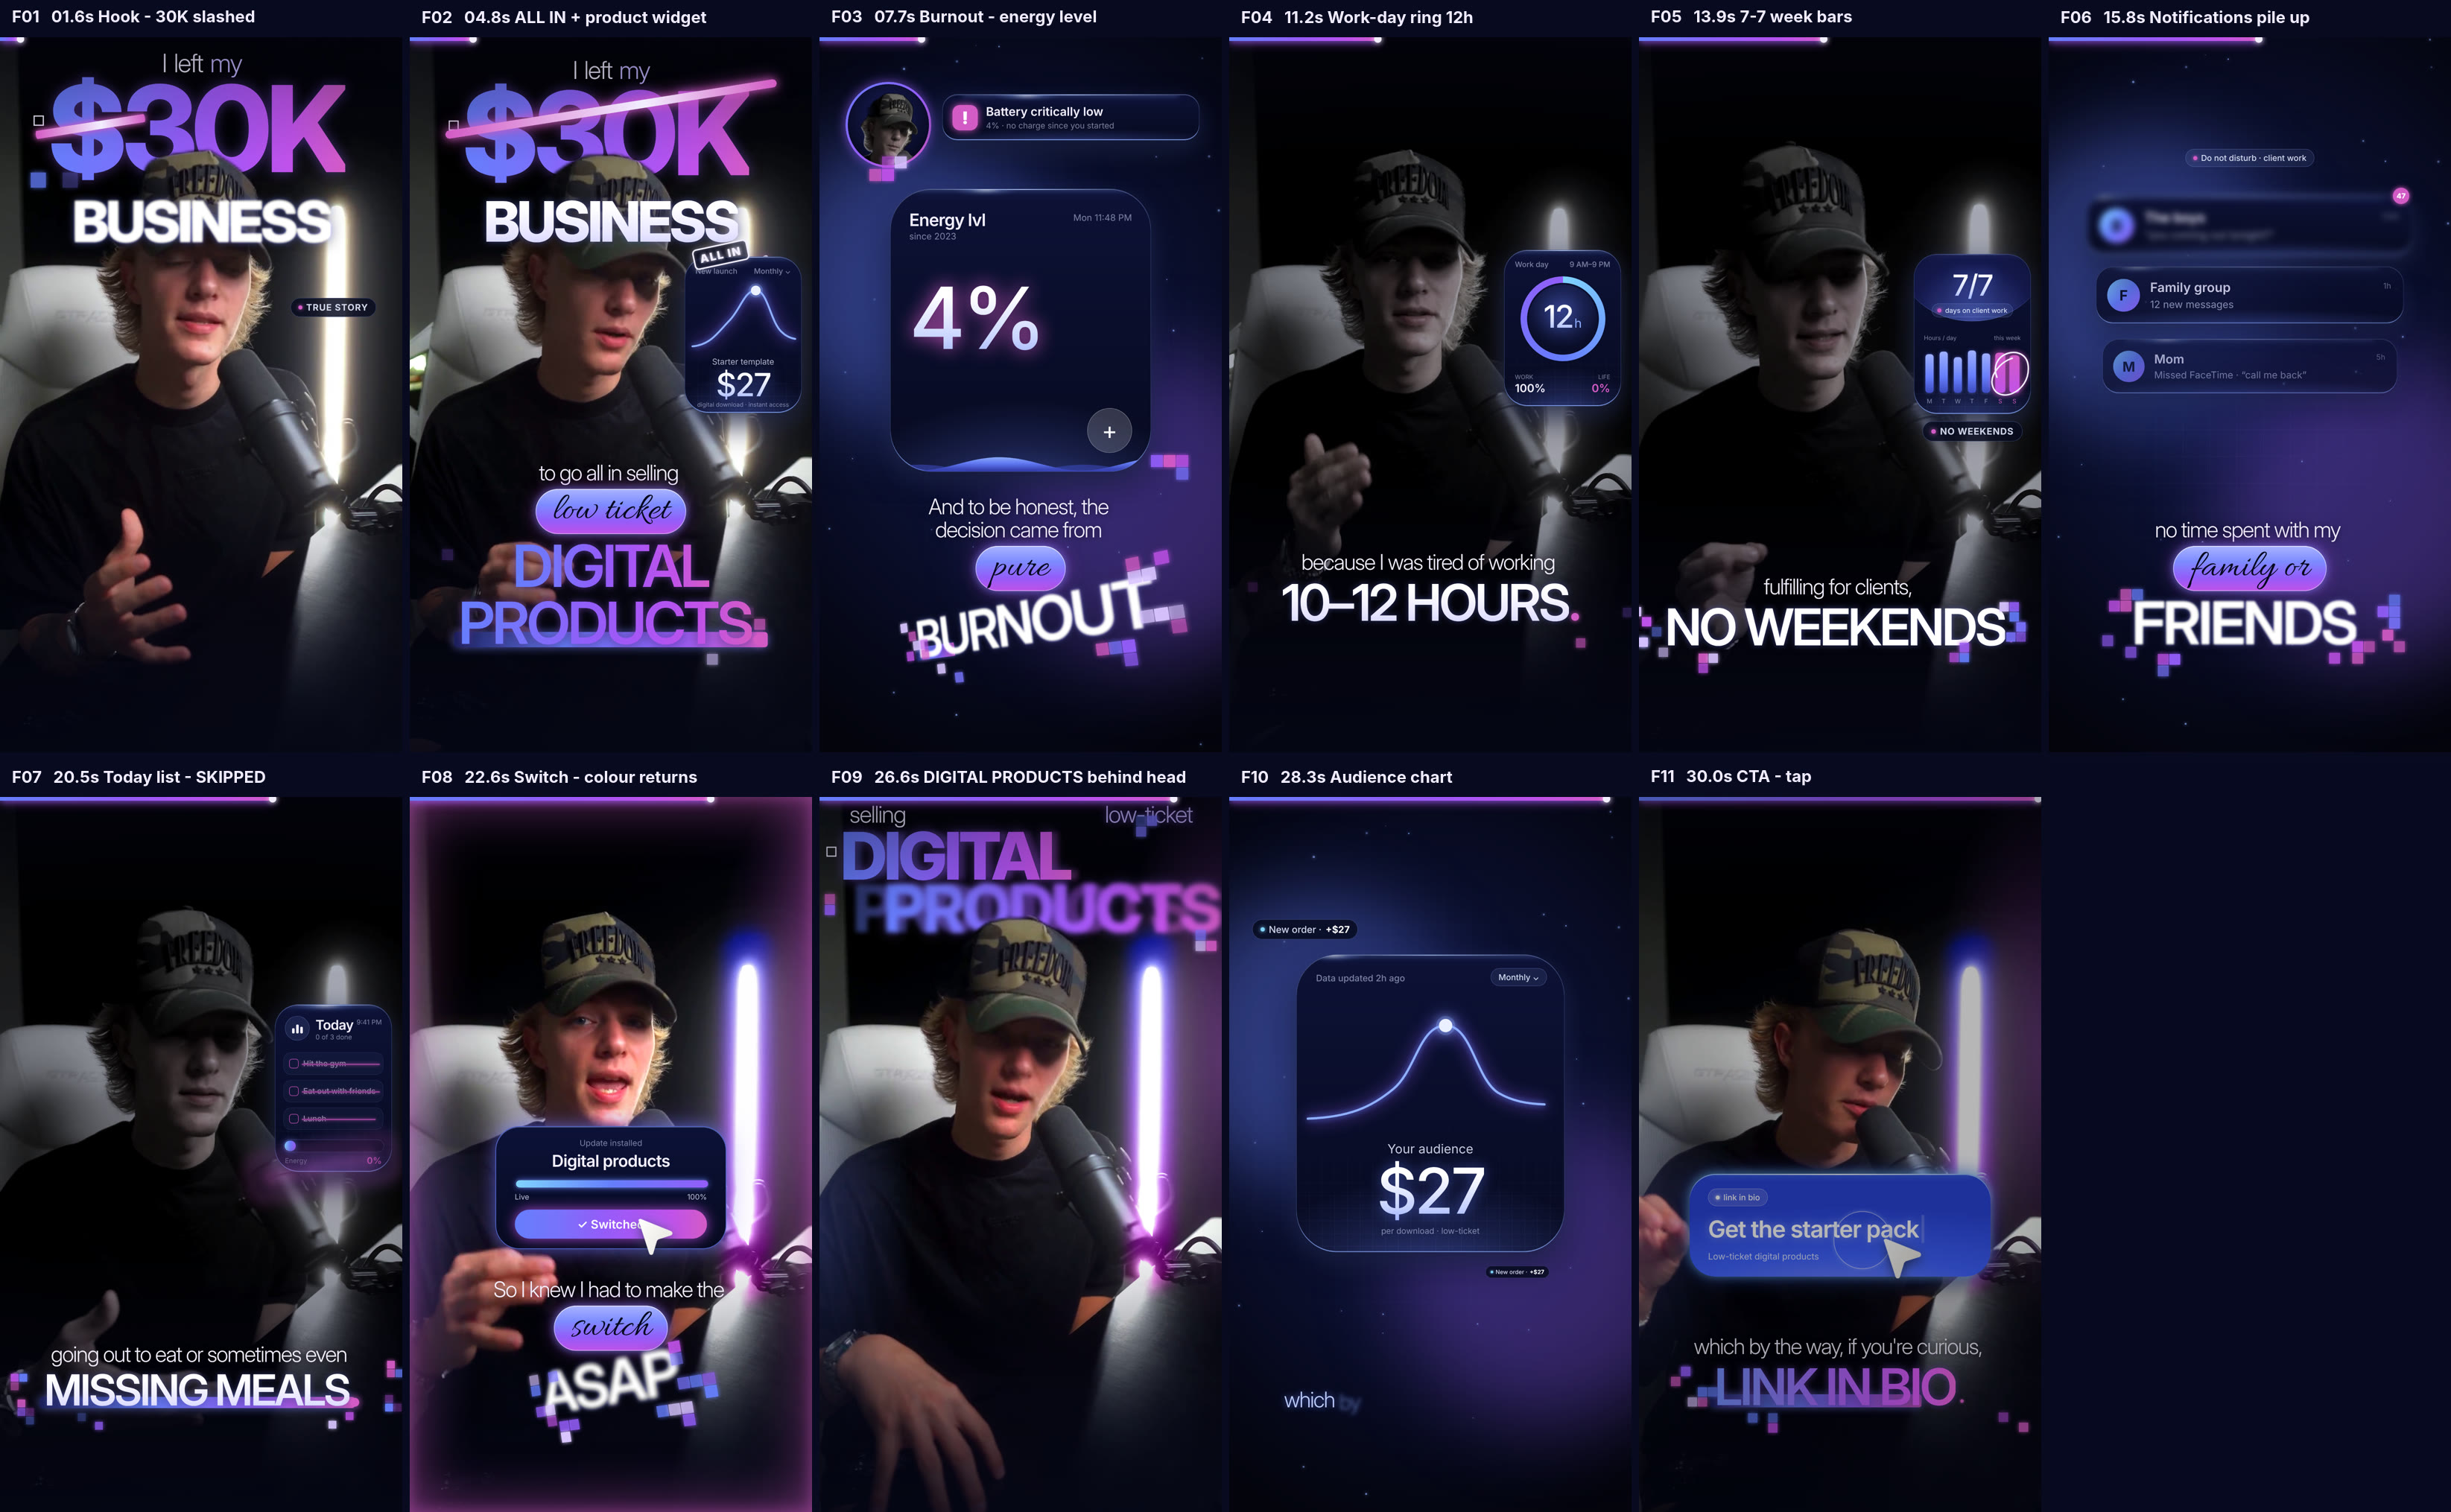 F01 01.6s Hook - 30K slashed
I left my
$30K
FREEDOM
BUSINESS
TRUE STORY
F02 04.8s ALL IN + product widget
I left my
$30K
BUSINESS
ALL IN
New launch Monthly
Starter template
$27
digital download · instant access
to go all in selling
low ticket
DIGITAL
PRODUCTS
F03 07.7s Burnout - energy level
! Battery critically low
4% · no charge since you started
Energy lvl Mon 11:48 PM
since 2023
4%
+
And to be honest, the
decision came from
pure
BURNOUT
F04 11.2s Work-day ring 12h
FREEDOM
Work day 9 AM–9 PM
12h
WORK LIFE
100% 0%
because I was tired of working
10–12 HOURS.
F05 13.9s 7-7 week bars
FREEDOM
7/7
days on client work
Hours / day this week
M T W T F S S
NO WEEKENDS
fulfilling for clients,
NO WEEKENDS
F06 15.8s Notifications pile up
Do not disturb · client work
47
The boys
F Family group 1h
12 new messages
M Mom 5h
Missed FaceTime · “call me back”
no time spent with my
family or
FRIENDS
F07 20.5s Today list - SKIPPED
FREEDOM
Today 9:41 PM
0 of 3 done
Hit the gym
Eat out with friends
Lunch
Energy 0%
going out to eat or sometimes even
MISSING MEALS
F08 22.6s Switch - colour returns
FREEDOM
Update installed
Digital products
Live 100%
✓ Switched
So I knew I had to make the
switch
ASAP
F09 26.6s DIGITAL PRODUCTS behind head
selling low-ticket
DIGITAL
PRODUCTS
FREEDOM
F10 28.3s Audience chart
New order · +$27
Data updated 2h ago Monthly
Your audience
$27
per download · low-ticket
New order · +$27
which by
F11 30.0s CTA - tap
FREEDOM
link in bio
Get the starter pack
Low-ticket digital products
which by the way, if you're curious,
LINK IN BIO.